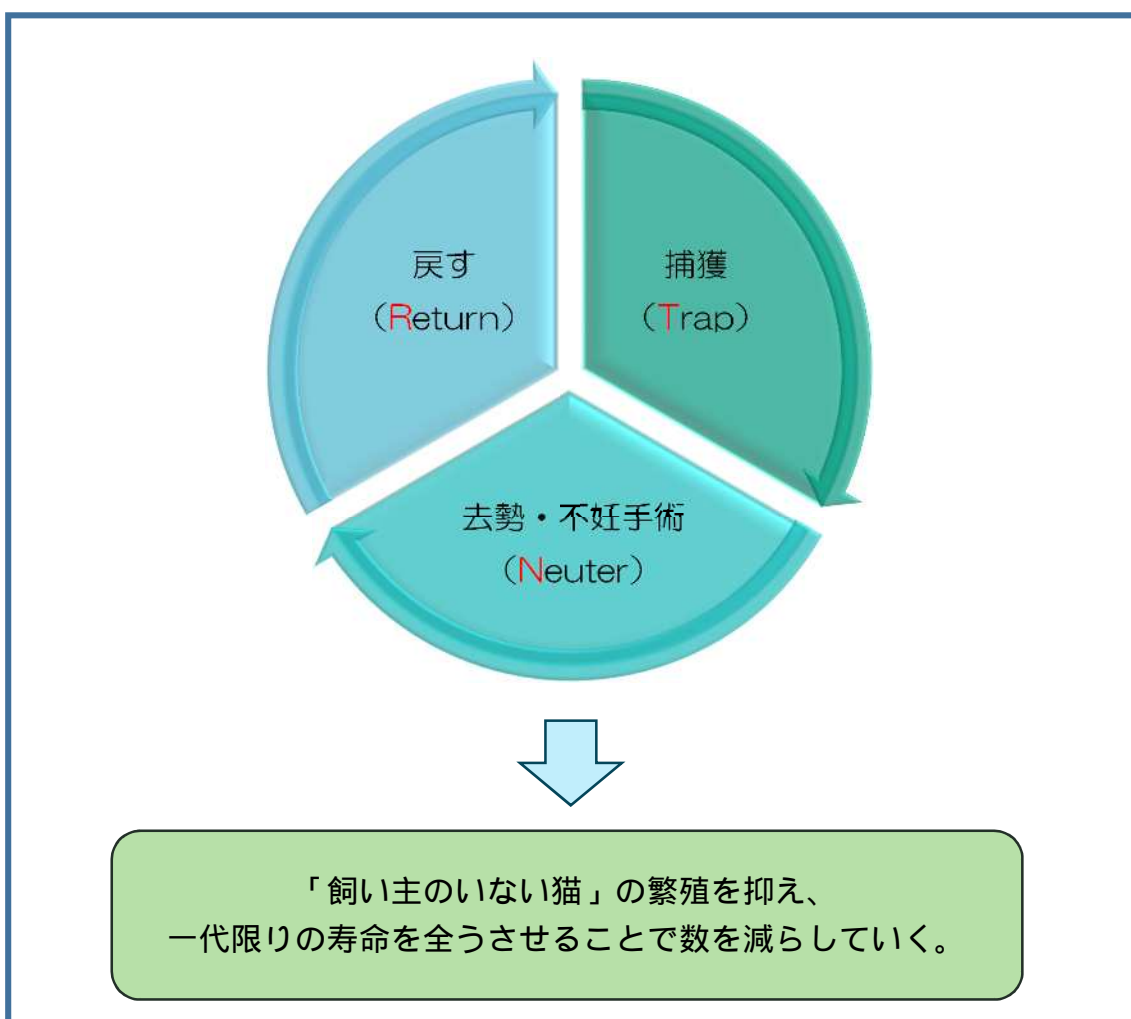 戻す
(Return)
捕獲
(Trap)
去勢・不妊手術
(Neuter)
「飼い主のいない猫」の繁殖を抑え、
一代限りの寿命を全うさせることで数を減らしていく。